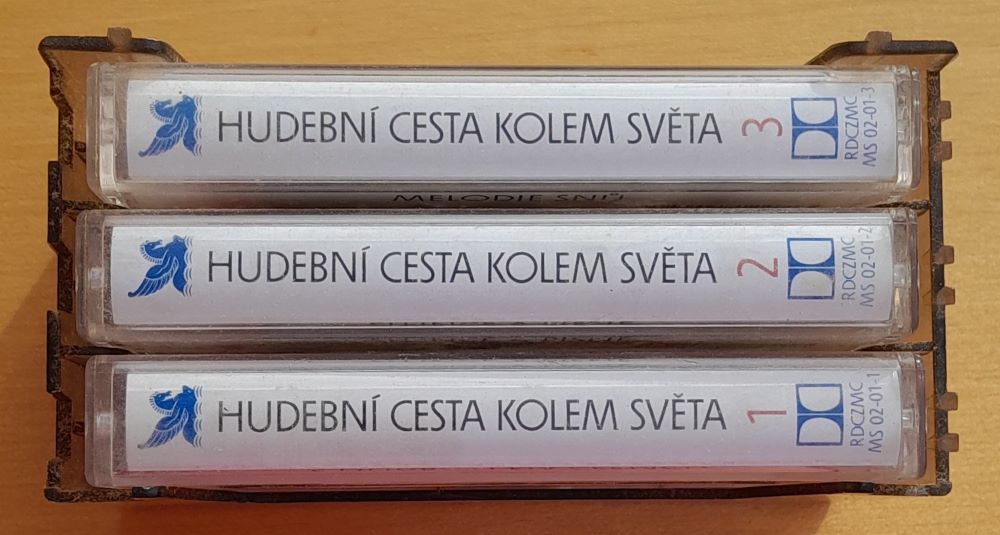 HUDEBNÍ CESTA KOLEM SVĚTA 3
RDCZMC
MS 02-01-3
MELODIE SNŮ
HUDEBNÍ CESTA KOLEM SVĚTA 2
RDCZMC
MS 02-01-2
HUDEBNÍ CESTA KOLEM SVĚTA 1
RDCZMC
MS 02-01-1